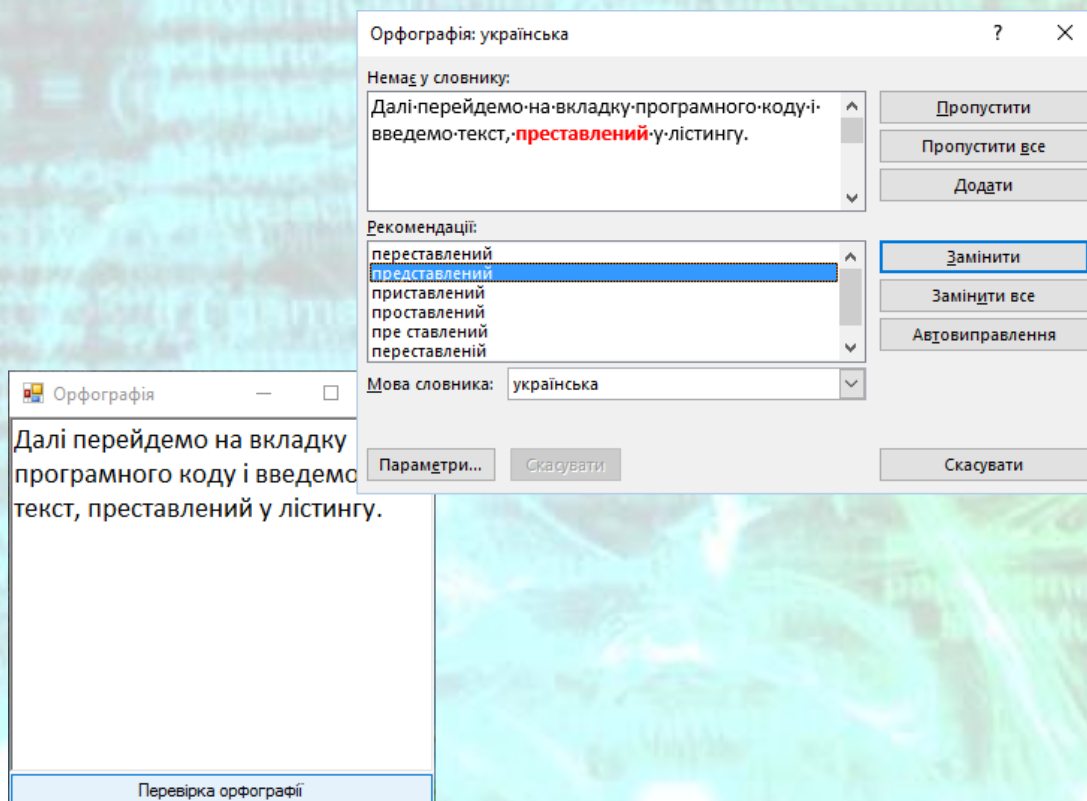 Орфографія: українська
Немає у словнику:
Далі·перейдемо·на·вкладку·програмного·коду·і·
введемо·текст,·преставлений·у·лістингу.
Пропустити
Пропустити все
Додати
Рекомендації:
переставлений
представлений
приставлений
проставлений
пре ставлений
переставленій
Замінити
Замінити все
Автовиправлення
Мова словника: українська
Параметри... Скасувати Скасувати
Орфографія
Далі перейдемо на вкладку
програмного коду і введемо
текст, преставлений у лістингу.
Перевірка орфографії